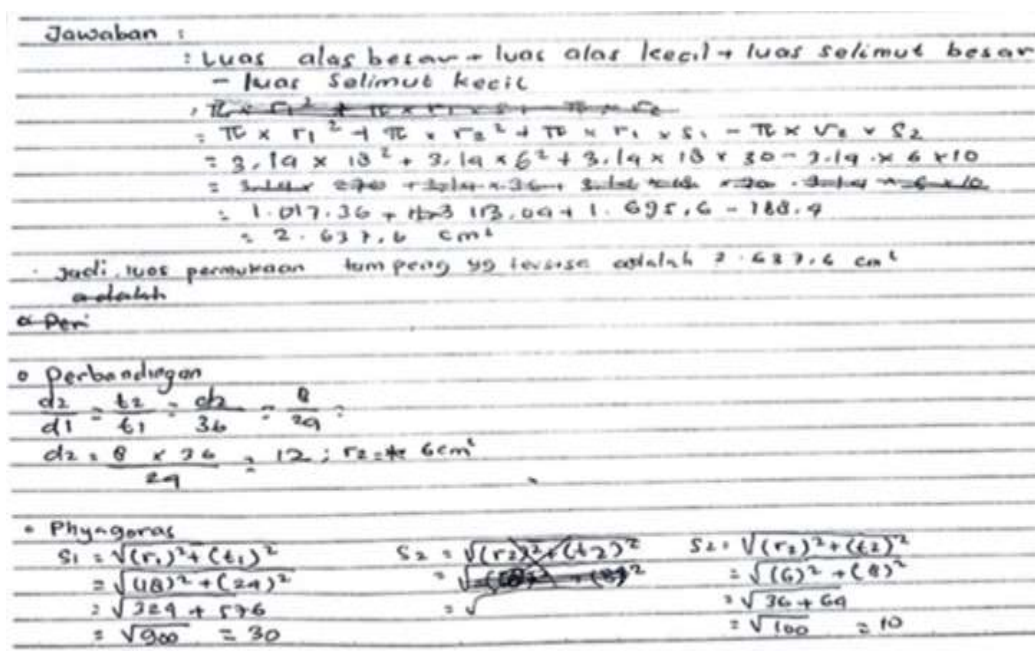 Jawaban :
: Luas alas besar + luas alas kecil + luas selimut besar
- luas selimut kecil
= π x r₁² + π x r₂² + π x r₁ x s₁ - π x r₂ x s₂
= 3,14 x 18² + 3,14 x 6² + 3,14 x 18 x 30 - 3,14 x 6 x 10
= 1.017,36 + 113,04 + 1.695,6 - 188,4
= 2.637,6 cm²
Jadi, luas permukaan tumpeng yg tersisa adalah 2.637,6 cm²
adalah
Peri
o Perbandingan
d2/d1 = t2/t1 = d2/36 = 8/24 =
d2 = 8 x 36/24 = 12 ; r2 = 6cm²
• Phyagoras
S₁ = √(r₁)²+(t₁)² S₂ = √(r₂)²+(t₂)² S₂ = √(r₂)²+(t₂)²
= √(18)²+(24)² = √ +(8)² = √(6)²+(8)²
= √324 + 576 = √ = √36+64
= √900 = 30 = √100 = 10